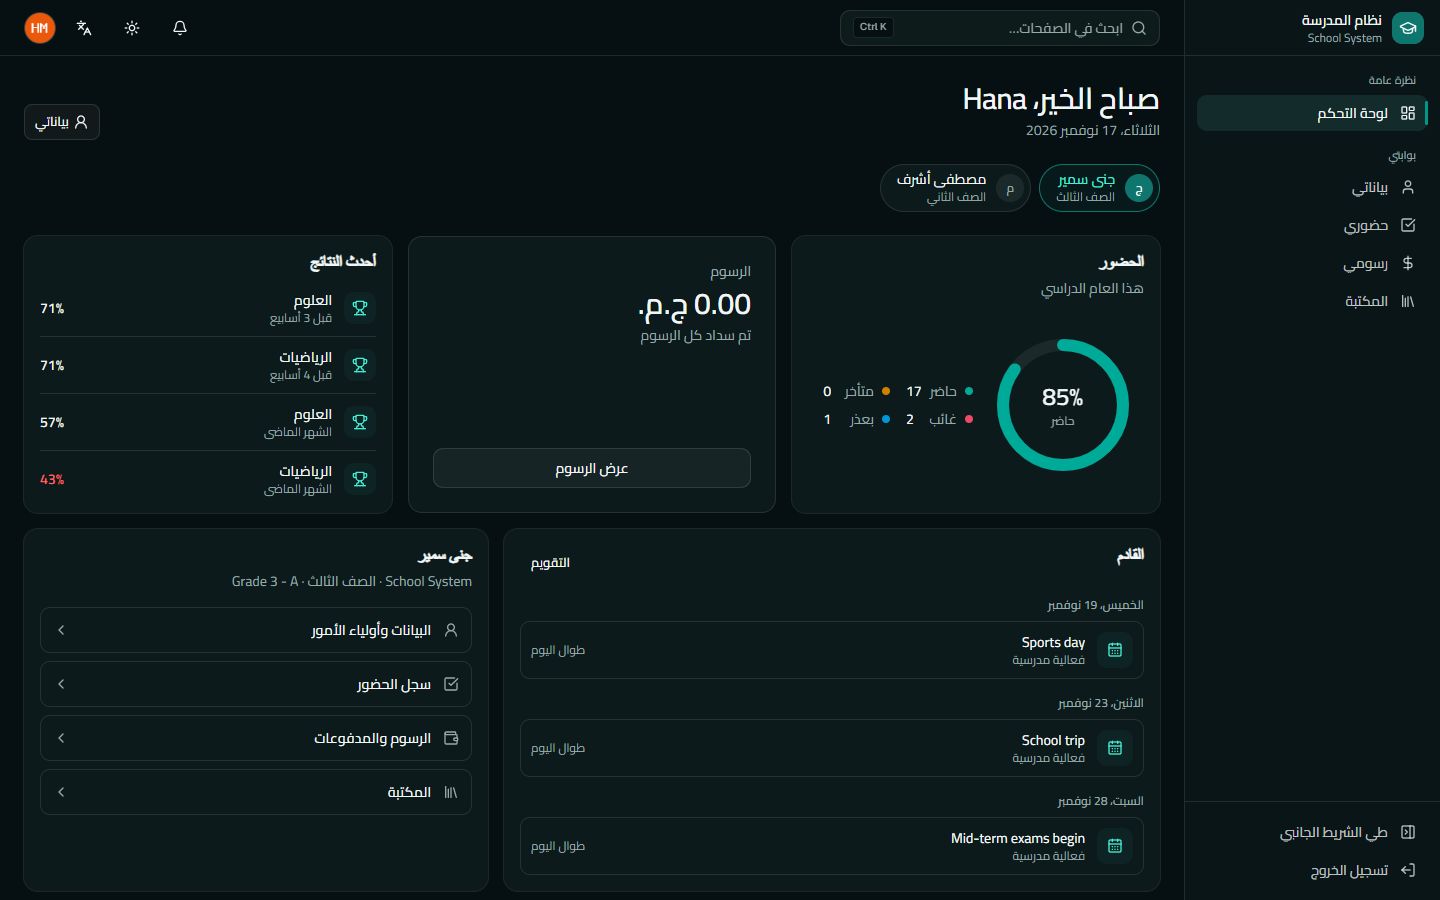 نظام المدرسة
School System
نظرة عامة
لوحة التحكم
بوابتي
بياناتي
حضوري
رسومي
المكتبة
طي الشريط الجانبي
تسجيل الخروج
ابحث في الصفحات...
Ctrl K
HM
صباح الخير، Hana
الثلاثاء، 17 نوفمبر 2026
بياناتي
ج
جنى سمير
الصف الثالث
م
مصطفى أشرف
الصف الثاني
الحضور
هذا العام الدراسي
85%
حاضر
حاضر 17
متأخر 0
غائب 2
بعذر 1
الرسوم
0.00 ج.م.
تم سداد كل الرسوم
عرض الرسوم
أحدث النتائج
العلوم
قبل 3 أسابيع
71%
الرياضيات
قبل 4 أسابيع
71%
العلوم
الشهر الماضي
57%
الرياضيات
الشهر الماضي
43%
القادم
التقويم
الخميس، 19 نوفمبر
Sports day
فعالية مدرسية
طوال اليوم
الاثنين، 23 نوفمبر
School trip
فعالية مدرسية
طوال اليوم
السبت، 28 نوفمبر
Mid-term exams begin
فعالية مدرسية
طوال اليوم
جنى سمير
School System · الصف الثالث · Grade 3 - A
البيانات وأولياء الأمور
سجل الحضور
الرسوم والمدفوعات
المكتبة